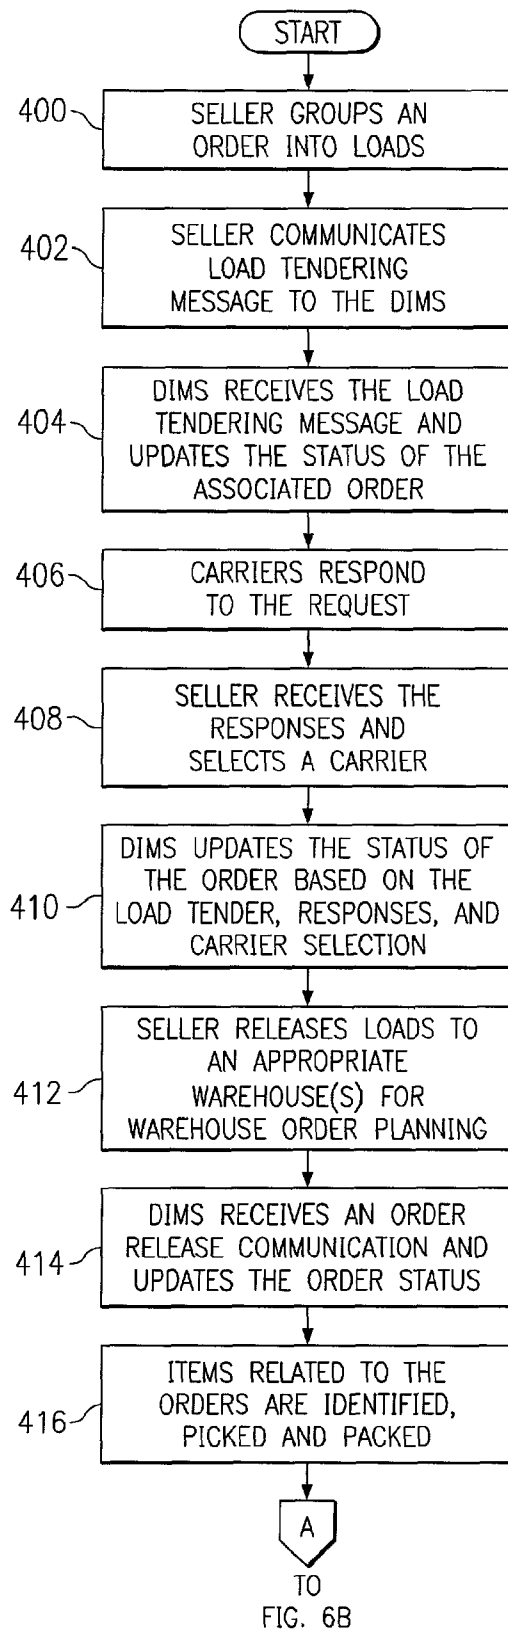 START
400
SELLER GROUPS AN
ORDER INTO LOADS
402
SELLER COMMUNICATES
LOAD TENDERING
MESSAGE TO THE DIMS
404
DIMS RECEIVES THE LOAD
TENDERING MESSAGE AND
UPDATES THE STATUS OF THE
ASSOCIATED ORDER
406
CARRIERS RESPOND
TO THE REQUEST
408
SELLER RECEIVES THE
RESPONSES AND
SELECTS A CARRIER
410
DIMS UPDATES THE STATUS OF
THE ORDER BASED ON THE
LOAD TENDER, RESPONSES, AND
CARRIER SELECTION
412
SELLER RELEASES LOADS TO
AN APPROPRIATE
WAREHOUSE(S) FOR
WAREHOUSE ORDER PLANNING
414
DIMS RECEIVES AN ORDER
RELEASE COMMUNICATION AND
UPDATES THE ORDER STATUS
416
ITEMS RELATED TO THE
ORDERS ARE IDENTIFIED,
PICKED AND PACKED
A
TO
FIG. 6B